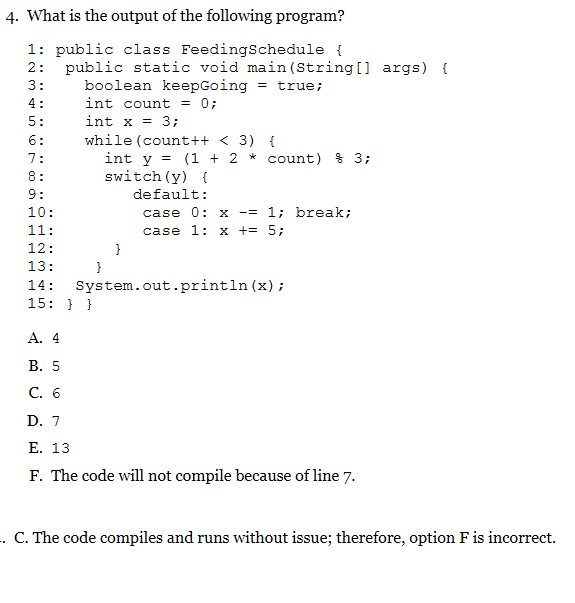 4. What is the output of the following program?
1: public class FeedingSchedule {
2: public static void main(String[] args) {
3: boolean keepGoing = true;
4: int count = 0;
5: int x = 3;
6: while(count++ < 3) {
7: int y = (1 + 2 * count) % 3;
8: switch(y) {
9: default:
10: case 0: x -= 1; break;
11: case 1: x += 5;
12: }
13: }
14: System.out.println(x);
15: } }
A. 4
B. 5
C. 6
D. 7
E. 13
F. The code will not compile because of line 7.
. C. The code compiles and runs without issue; therefore, option F is incorrect.